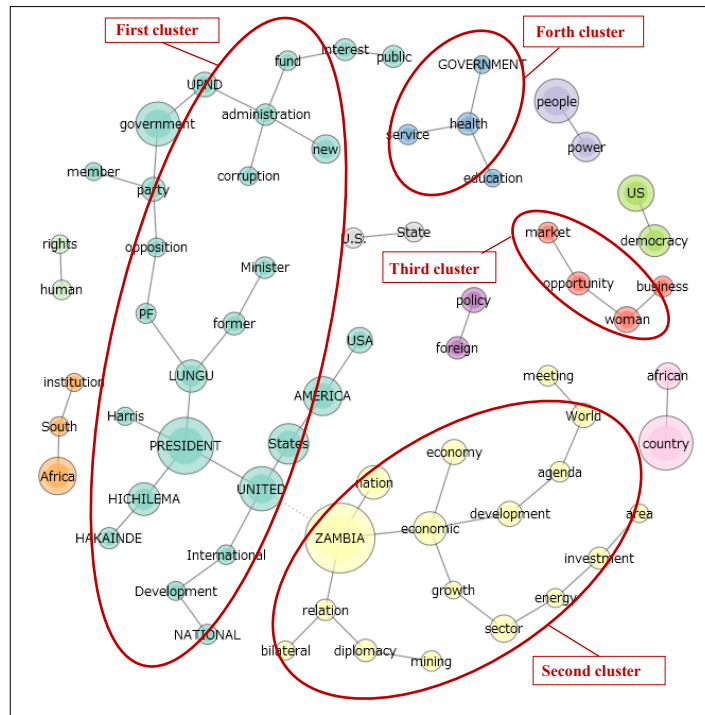 First cluster
Forth cluster
fund
interest
public
GOVERNMENT
UPND
people
government
administration
service
health
new
power
member
party
corruption
education
US
rights
opposition
U.S.
State
market
democracy
Minister
Third cluster
human
opportunity
business
policy
PF
former
woman
USA
foreign
institution
LUNGU
meeting
african
AMERICA
Harris
World
South
PRESIDENT
States
economy
country
nation
agenda
Africa
HICHILEMA
UNITED
economic
development
area
HAKAINDE
ZAMBIA
International
investment
Development
growth
energy
relation
sector
NATIONAL
bilateral
diplomacy
mining
Second cluster